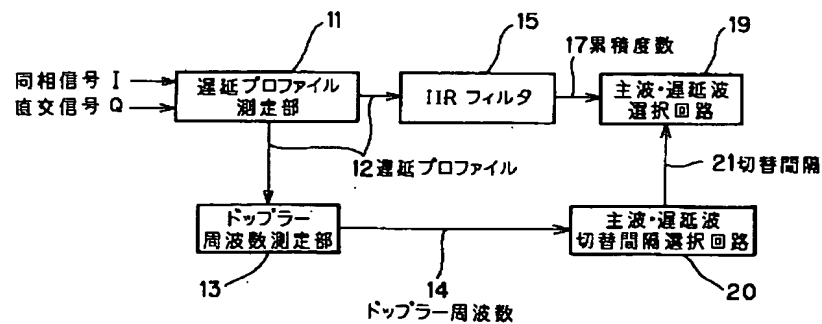 11
15
17累積度数
19
同相信号 I
直交信号 Q
遅延プロファイル
測定部
IIR フィルタ
主波・遅延波
選択回路
12遅延プロファイル
21切替間隔
ドップラー
周波数測定部
主波・遅延波
切替間隔選択回路
13
14
20
ドップラー周波数